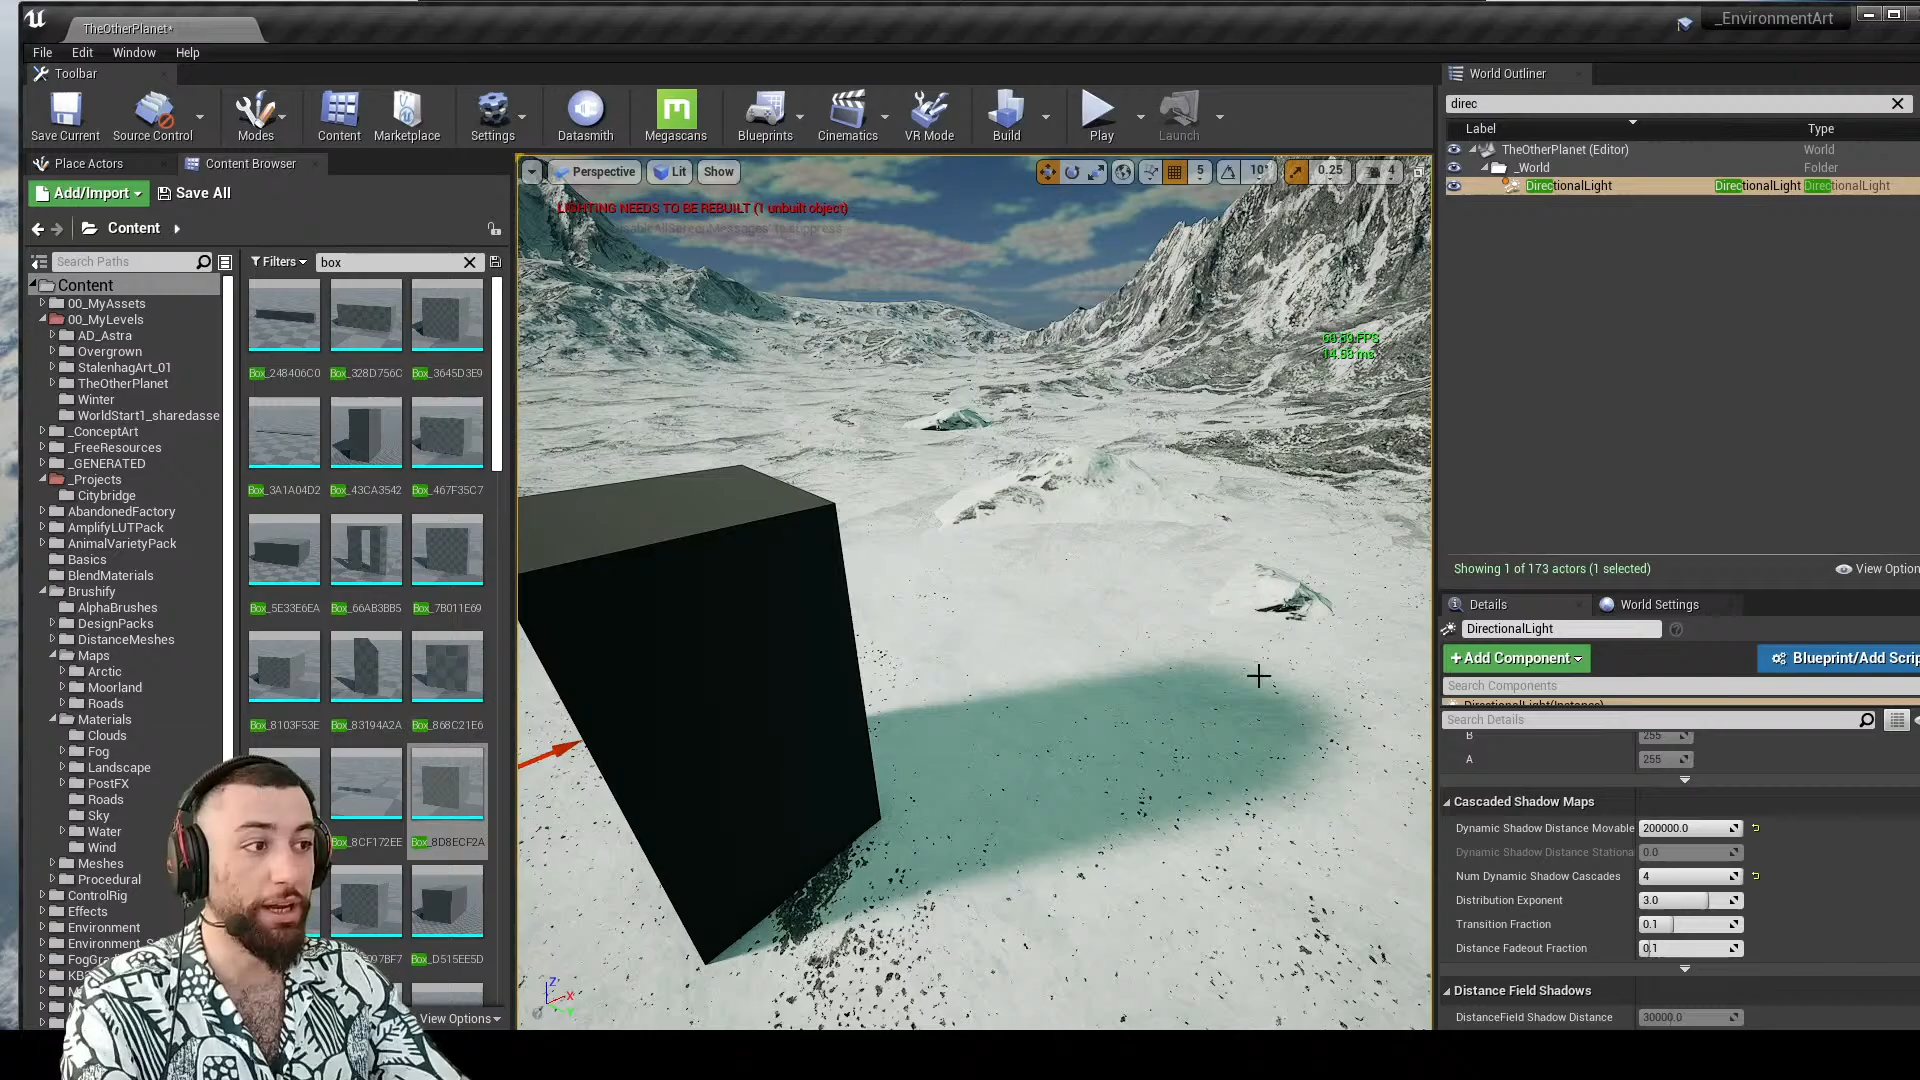 TheOtherPlanet*
_EnvironmentArt
File Edit Window Help
Toolbar
World Outliner
direc
Save Current
Source Control
Modes
Content
Marketplace
Settings
Datasmith
Megascans
Blueprints
Cinematics
VR Mode
Build
Play
Launch
Label
Type
TheOtherPlanet (Editor) World
_World Folder
DirectionalLight DirectionalLight DirectionalLight
Place Actors
Content Browser
Add/Import
Save All
Content
Search Paths
Filters
box
Perspective
Lit
Show
5
10°
0.25
4
LIGHTING NEEDS TO BE REBUILT (1 unbuilt object)
14.58 ms
Content
00_MyAssets
00_MyLevels
AD_Astra
Overgrown
StalenhagArt_01
TheOtherPlanet
Winter
WorldStart1_sharedasse
_ConceptArt
_FreeResources
_GENERATED
_Projects
Citybridge
AbandonedFactory
AmplifyLUTPack
AnimalVarietyPack
Basics
BlendMaterials
Brushify
AlphaBrushes
DesignPacks
DistanceMeshes
Maps
Arctic
Moorland
Roads
Materials
Clouds
Fog
Landscape
PostFX
Roads
Sky
Water
Wind
Meshes
Procedural
ControlRig
Effects
Environment
Box_248406C0 Box_328D756C Box_3645D3E9
Box_3A1A04D2 Box_43CA3542 Box_467F35C7
Box_5E33E6EA Box_66AB3BB5 Box_7B011E69
Box_8103F53E Box_83194A2A Box_868C21E6
Box_8CF172EE Box_8D8ECF2A
Box_D515EE5D
View Options
Z
X
Y
Showing 1 of 173 actors (1 selected)
View Option
Details
World Settings
DirectionalLight
Add Component
Blueprint/Add Scrip
Search Components
Search Details
B 255
A 255
Cascaded Shadow Maps
Dynamic Shadow Distance Movable 200000.0
Dynamic Shadow Distance Stationa 0.0
Num Dynamic Shadow Cascades 4
Distribution Exponent 3.0
Transition Fraction 0.1
Distance Fadeout Fraction 0.1
Distance Field Shadows
DistanceField Shadow Distance 30000.0